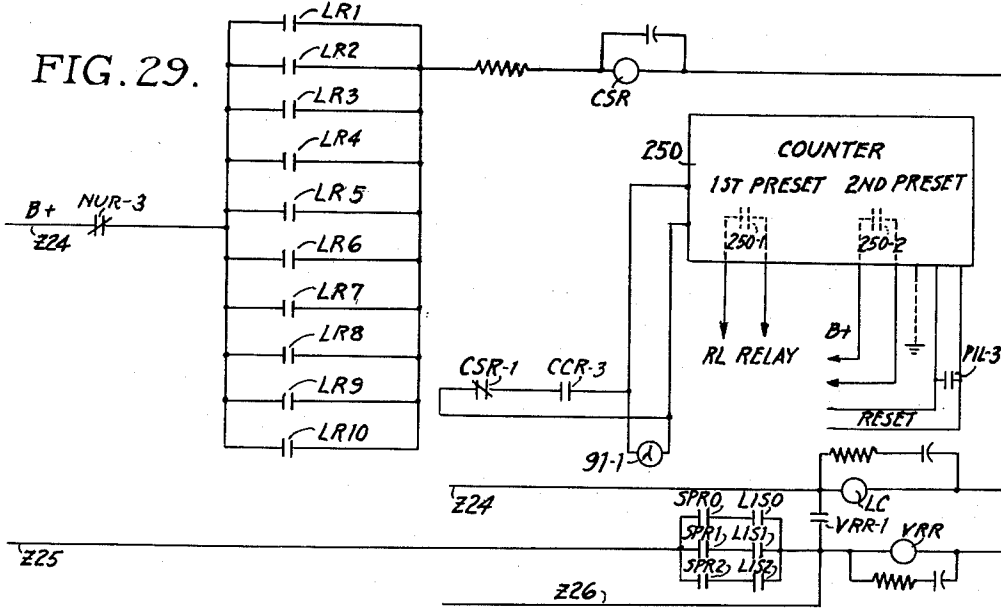 FIG. 29.
LR1
LR2
LR3
LR4
LR5
LR6
LR7
LR8
LR9
LR10
B+
Z24
NUR-3
CSR
250
COUNTER
1ST PRESET 2ND PRESET
250-1
250-2
RL RELAY
B+
PIL-3
RESET
CSR-1
CCR-3
91-1
λ
Z24
LC
VRR-1
VRR
SPR0 LIS0
SPR1 LIS1
SPR2 LIS2
Z25
Z26